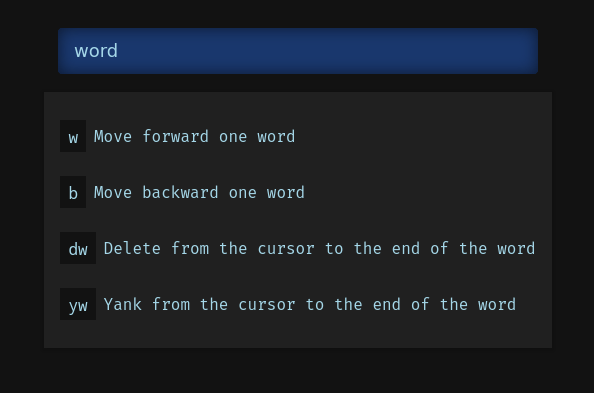 word
w Move forward one word
b Move backward one word
dw Delete from the cursor to the end of the word
yw Yank from the cursor to the end of the word